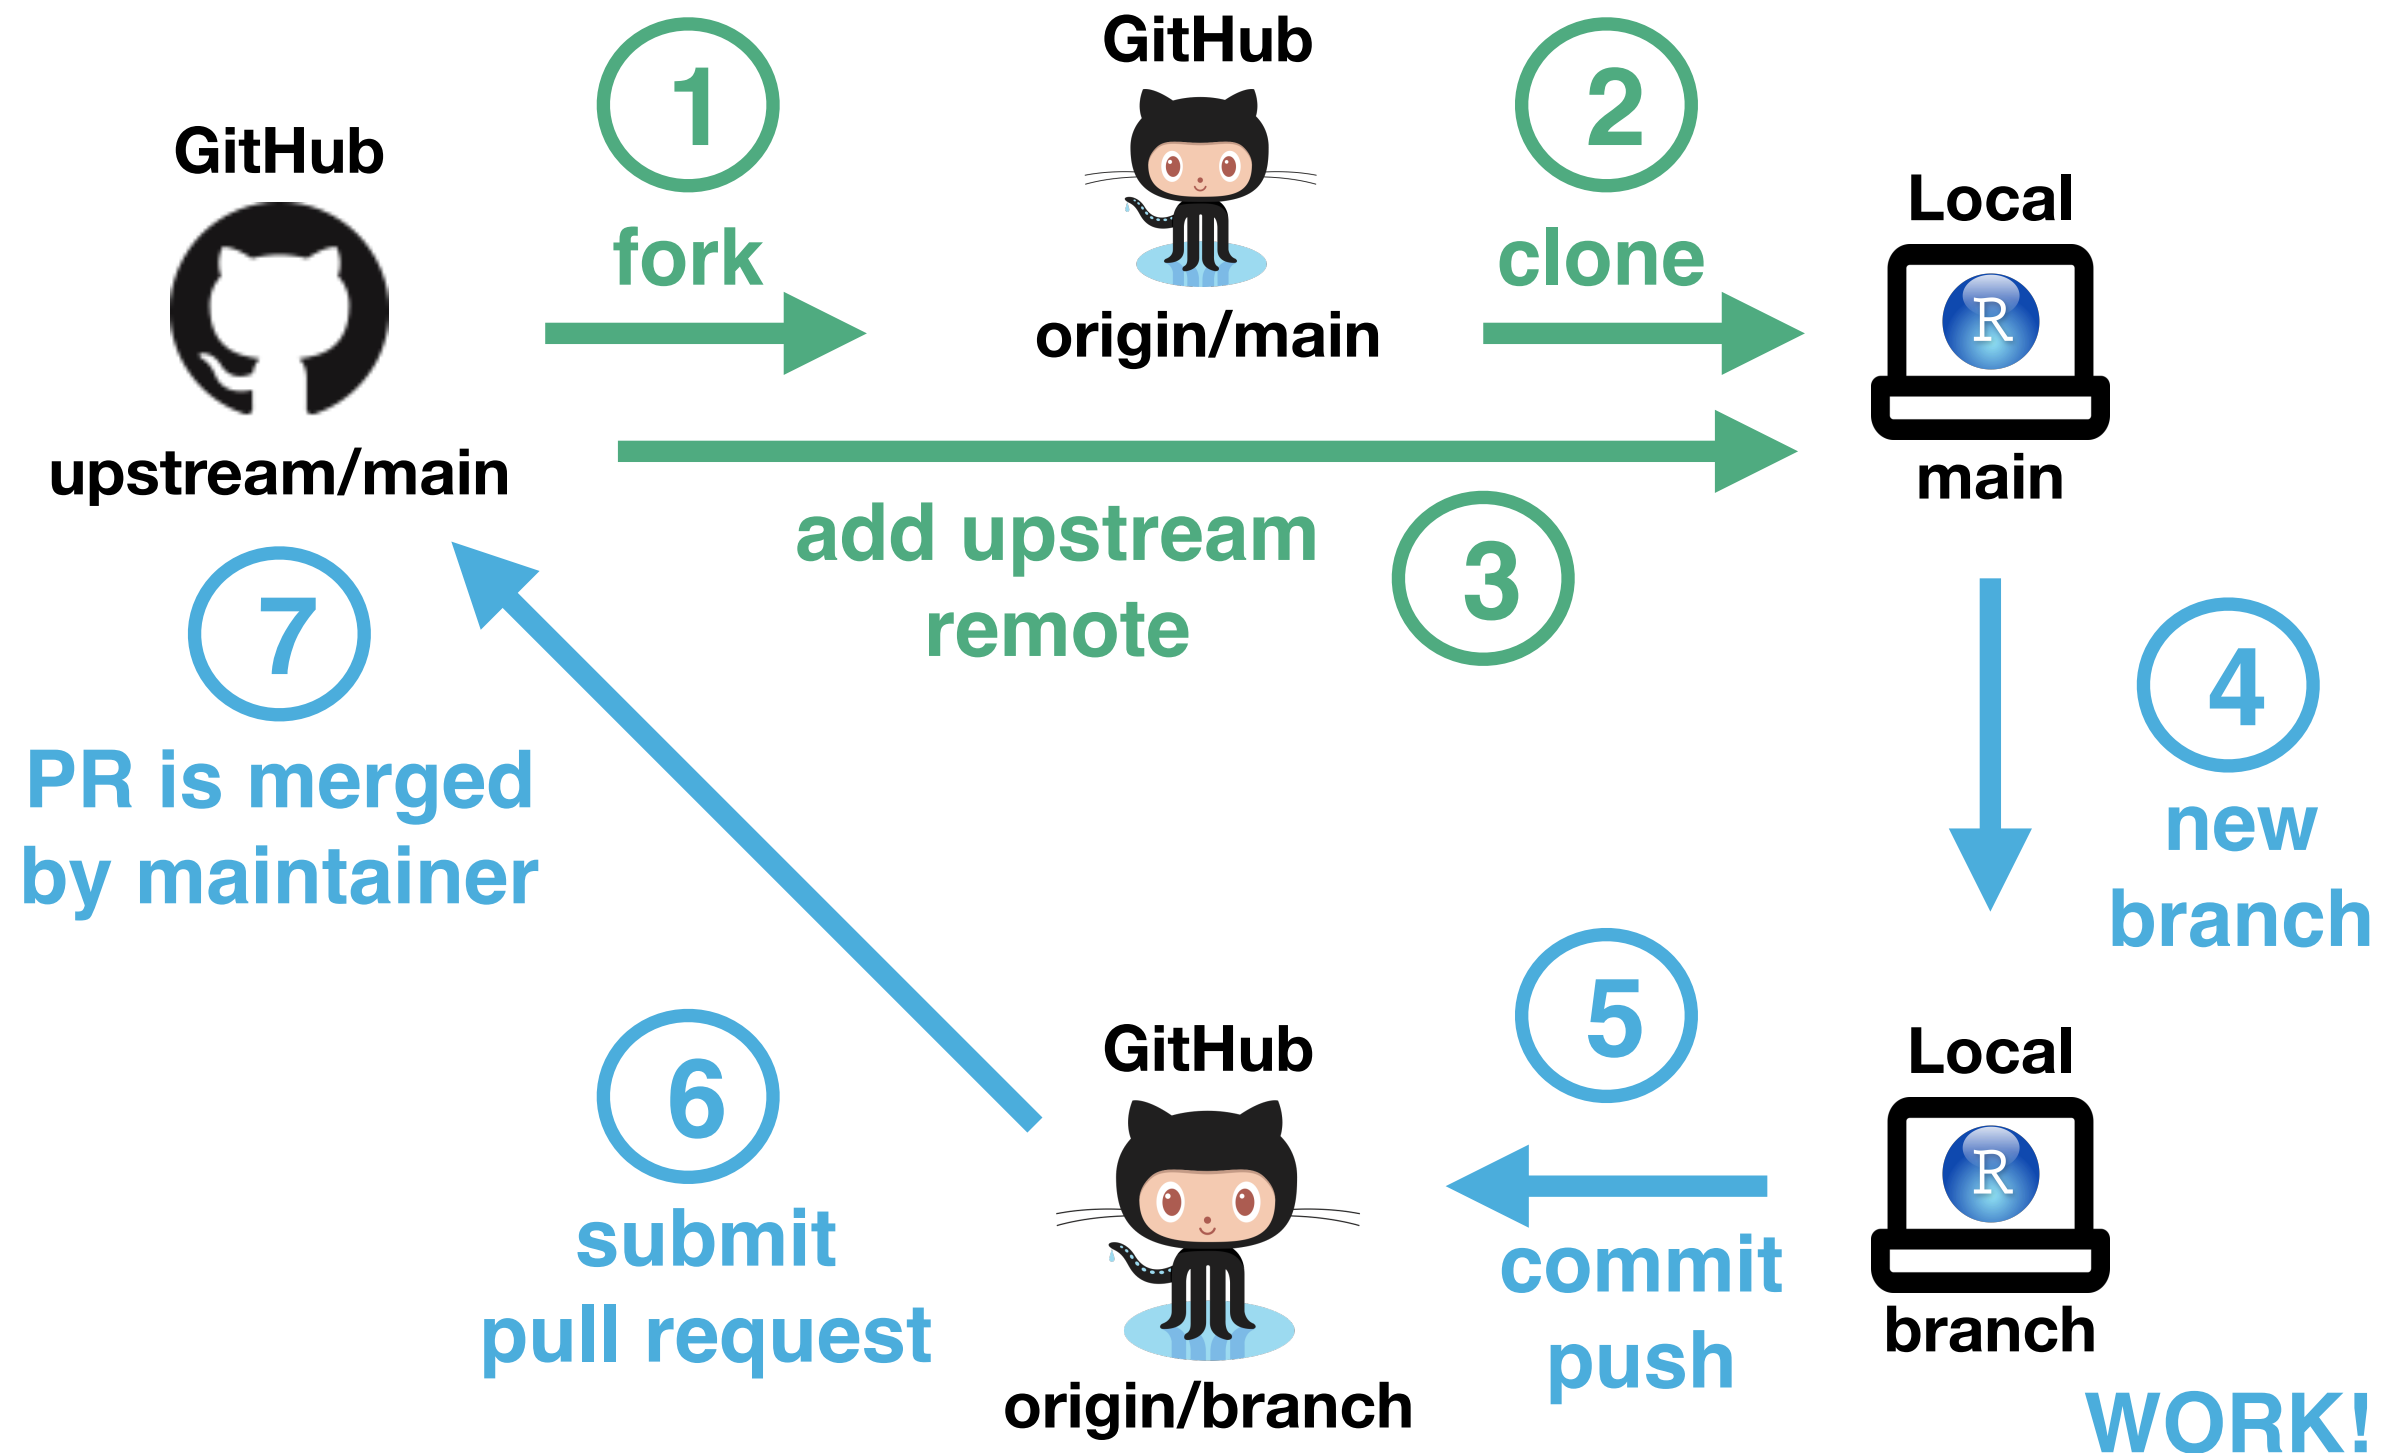 GitHub
upstream/main
1
fork
GitHub
origin/main
2
clone
Local
R
main
add upstream
remote
3
4
new
branch
Local
R
branch
WORK!
5
commit
push
GitHub
origin/branch
6
submit
pull request
7
PR is merged
by maintainer